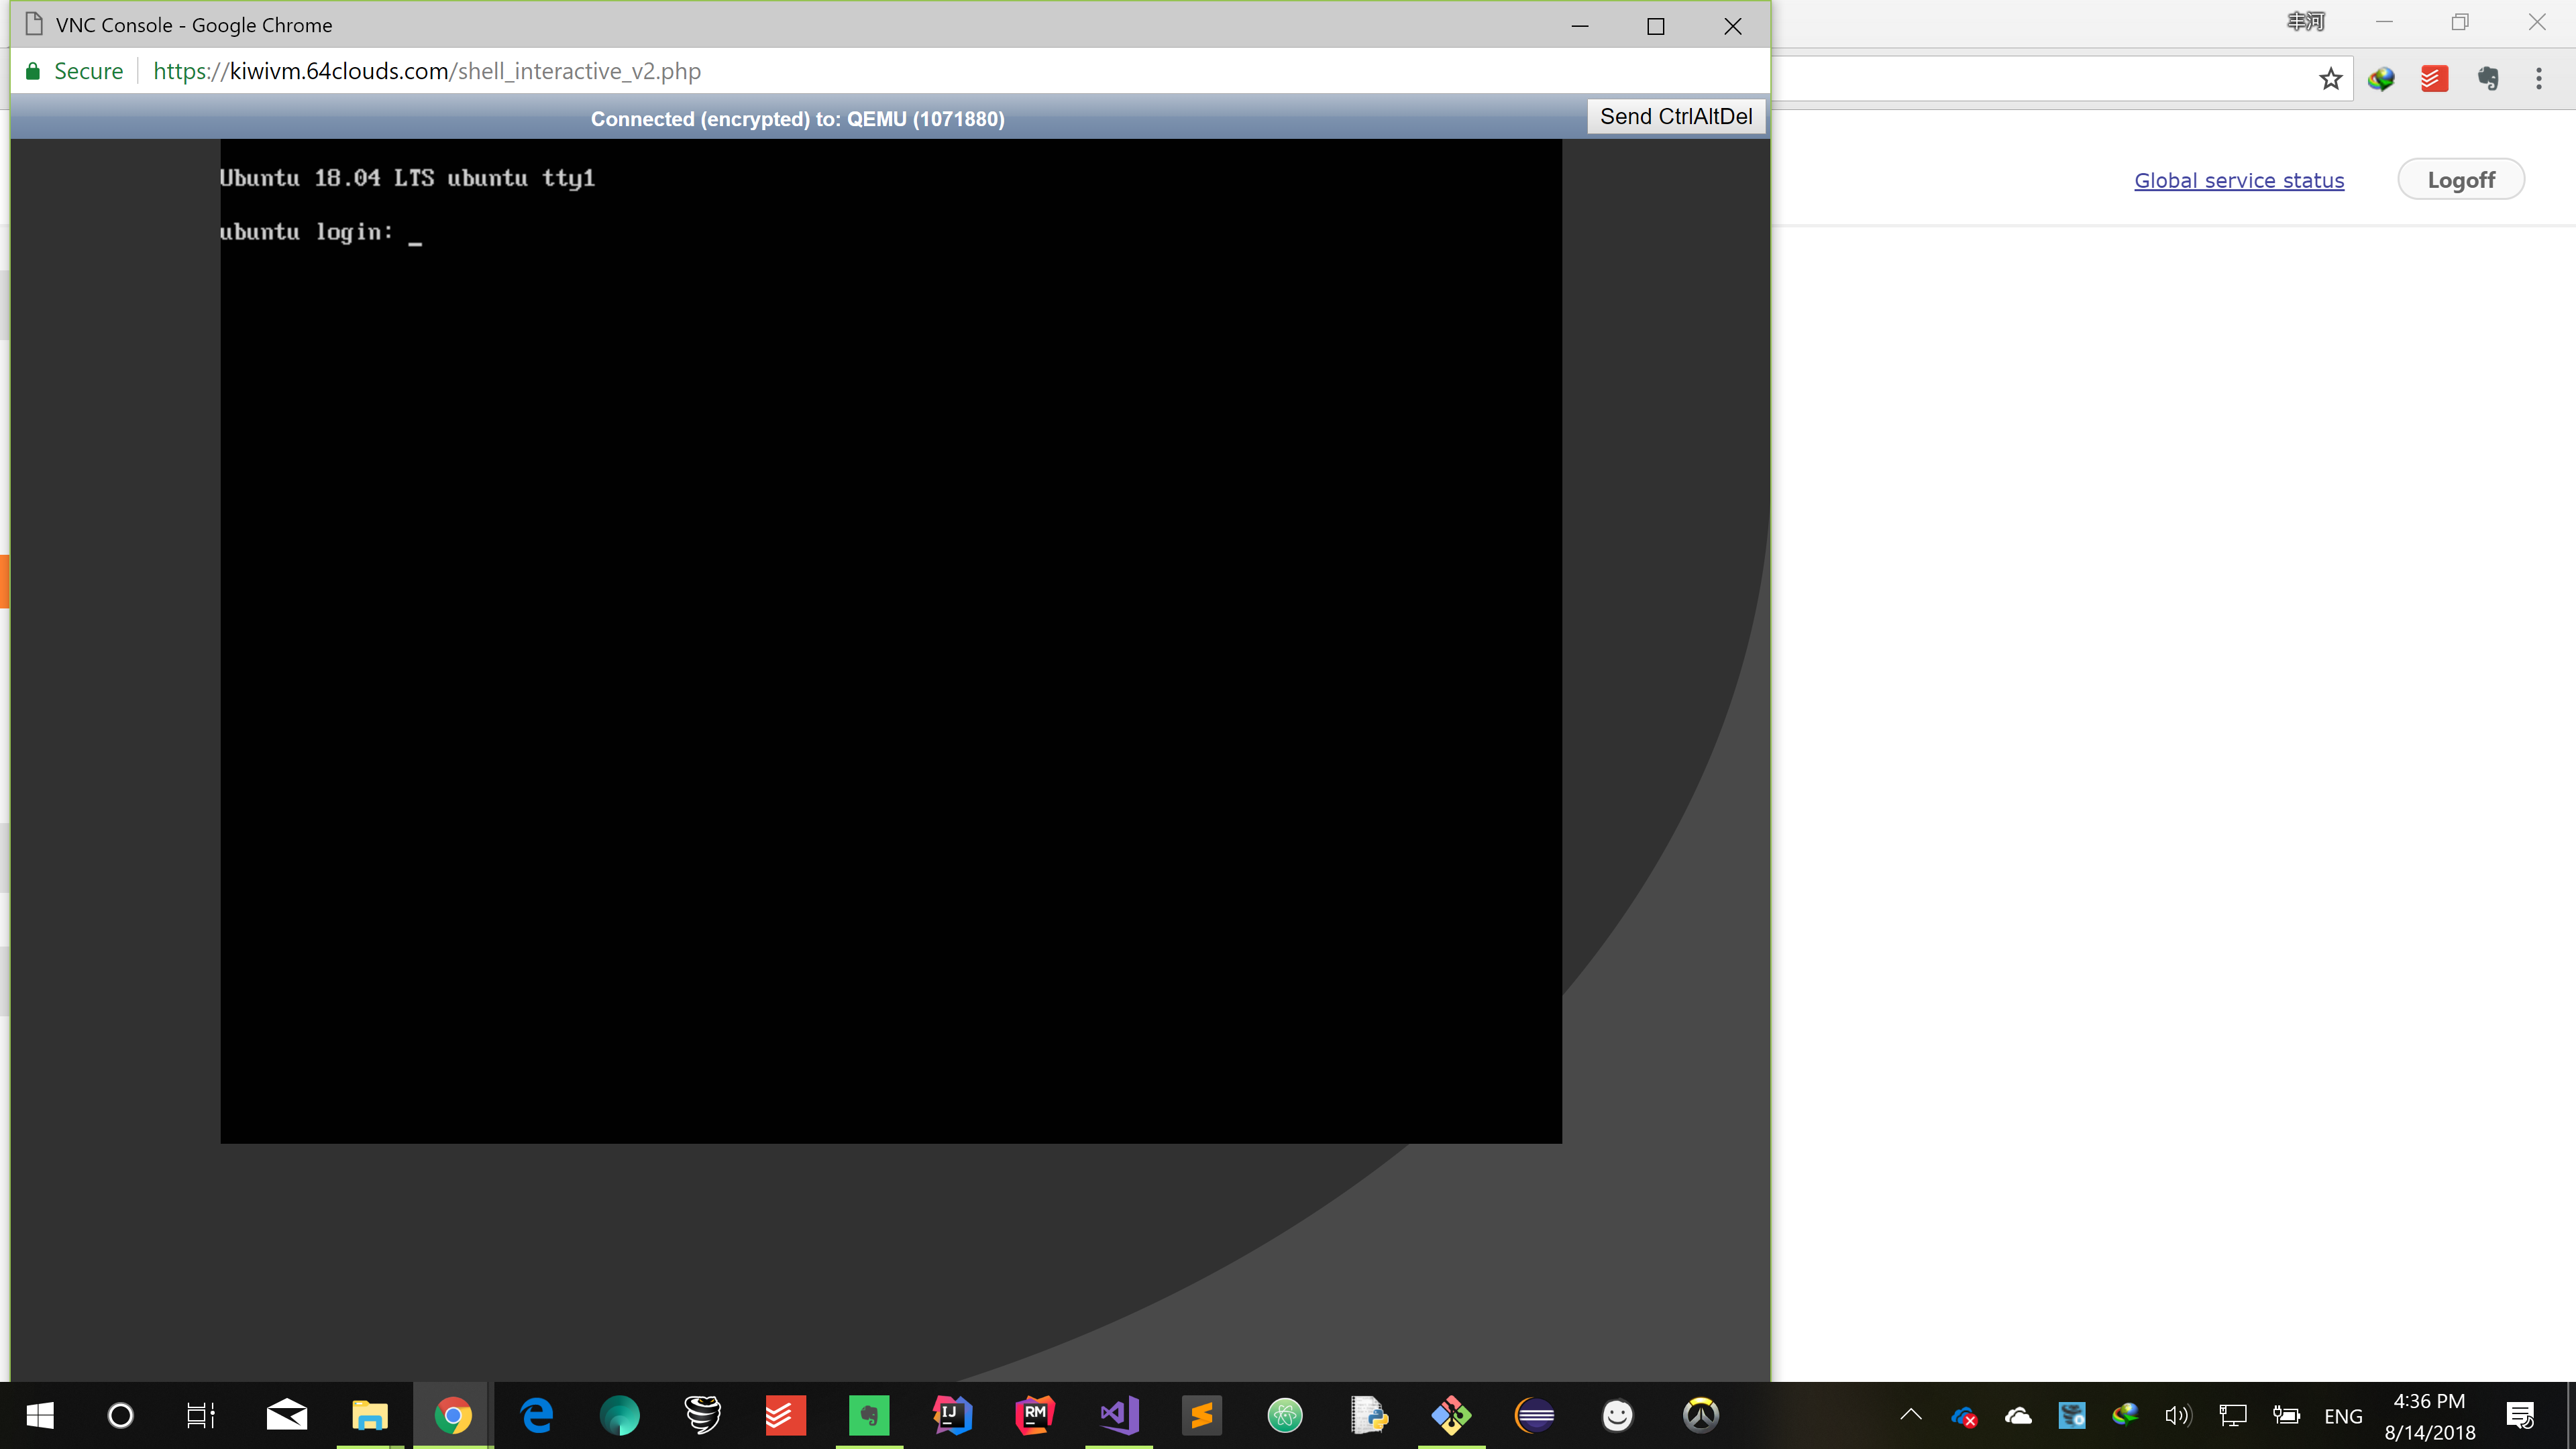 VNC Console - Google Chrome
丰河
Secure
https://kiwivm.64clouds.com/shell_interactive_v2.php
Connected (encrypted) to: QEMU (1071880)
Send CtrlAltDel
Ubuntu 18.04 LTS ubuntu tty1
ubuntu login: _
Global service status
Logoff
IJ
RM
ENG
4:36 PM
8/14/2018